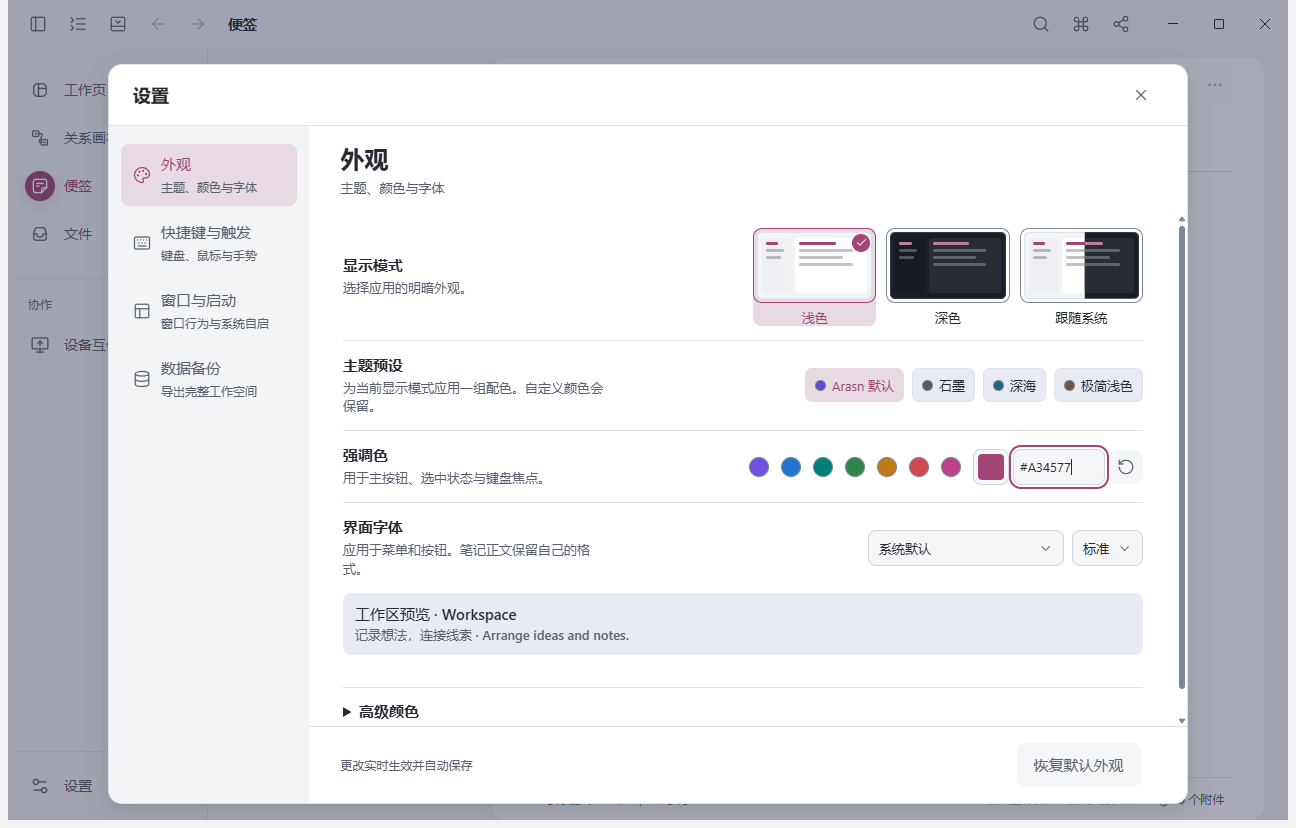 便签
工作页
关系画
便签
文件
协作
设备互
设置
设置
外观
主题、颜色与字体
快捷键与触发
键盘、鼠标与手势
窗口与启动
窗口行为与系统自启
数据备份
导出完整工作空间
外观
主题、颜色与字体
显示模式
选择应用的明暗外观。
浅色
深色
跟随系统
主题预设
为当前显示模式应用一组配色。自定义颜色会
保留。
Arasn 默认
石墨
深海
极简浅色
强调色
用于主按钮、选中状态与键盘焦点。
#A34577
界面字体
应用于菜单和按钮。笔记正文保留自己的格
式。
系统默认
标准
工作区预览 · Workspace
记录想法，连接线索 · Arrange ideas and notes.
高级颜色
更改实时生效并自动保存
恢复默认外观
个附件